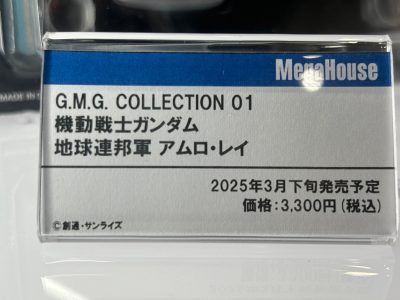 MADE IN
MegaHouse
G.M.G. COLLECTION 01
機動戦士ガンダム
地球連邦軍 アムロ・レイ
2025年3月下旬発売予定
価格:3,300円(税込)
©創通・サンライズ